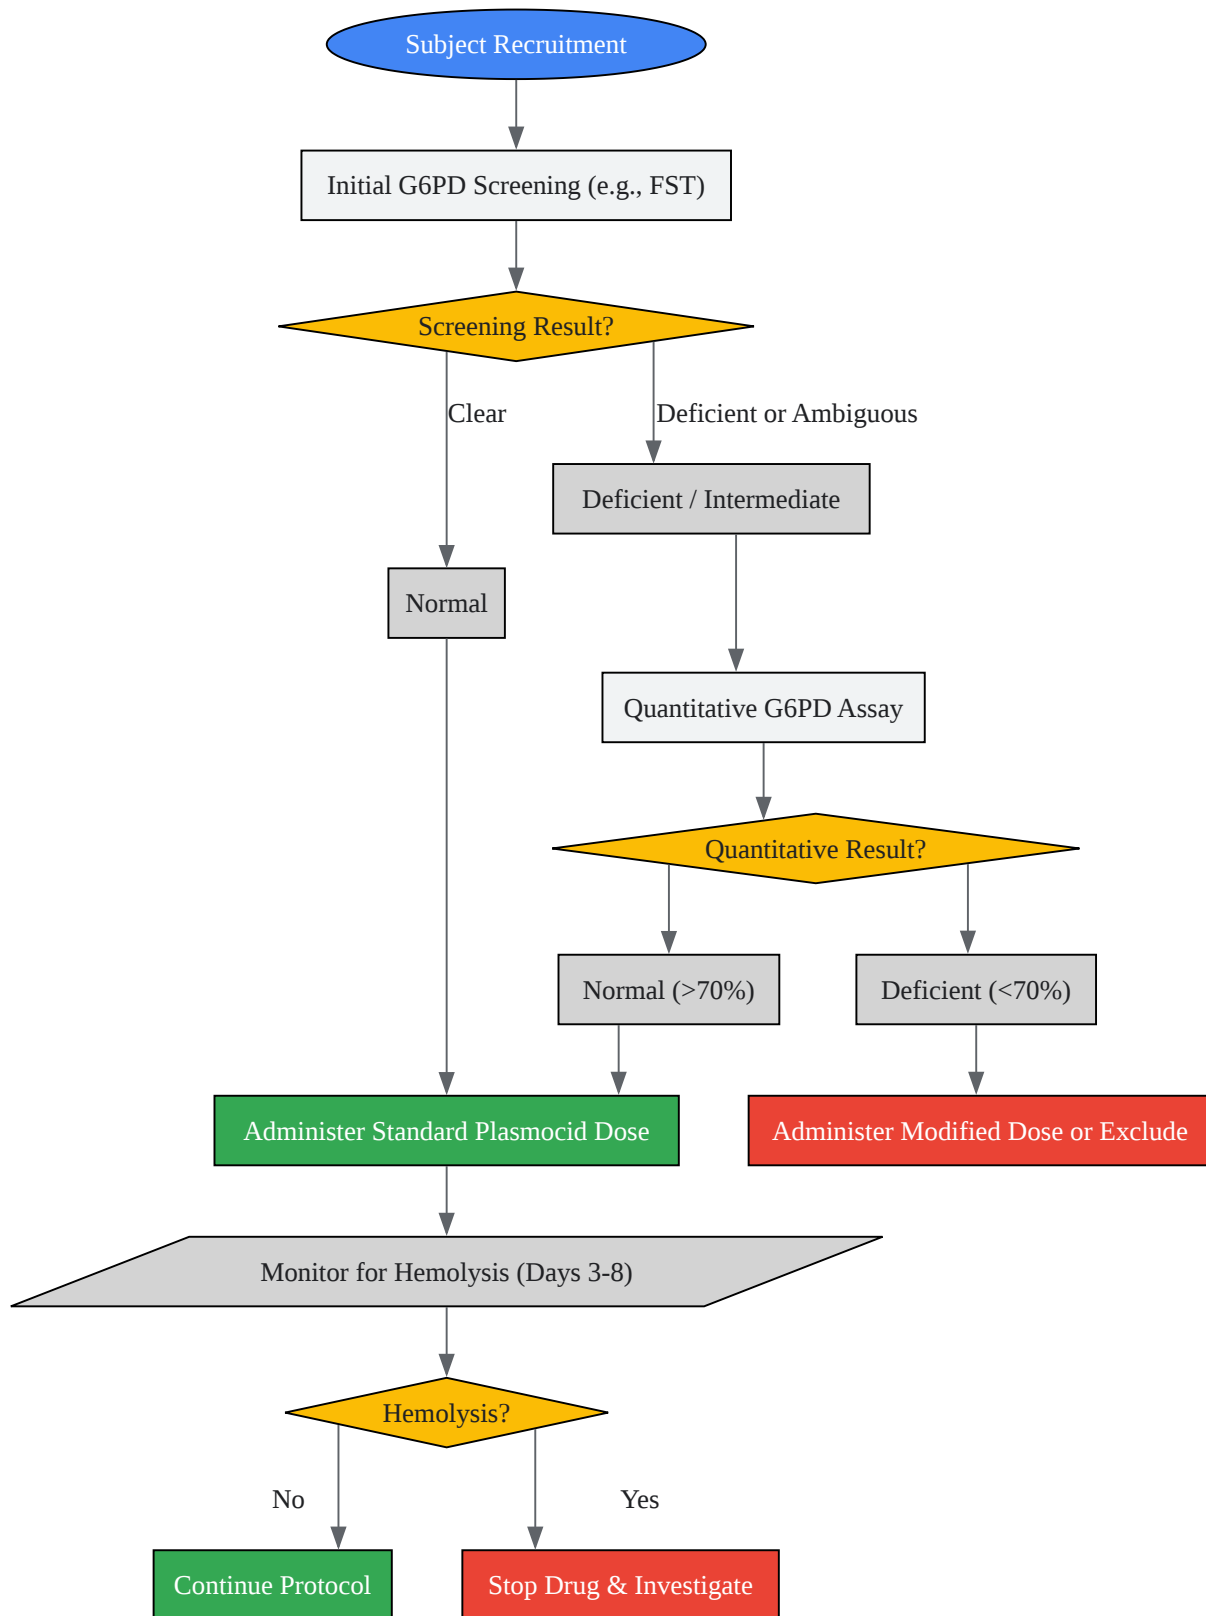 Subject Recruitment
Initial G6PD Screening (e.g., FST)
Screening Result?
Clear
Deficient or Ambiguous
Deficient / Intermediate
Normal
Quantitative G6PD Assay
Quantitative Result?
Normal (>70%)
Deficient (<70%)
Administer Standard Plasmocid Dose
Administer Modified Dose or Exclude
Monitor for Hemolysis (Days 3-8)
Hemolysis?
No
Yes
Continue Protocol
Stop Drug & Investigate